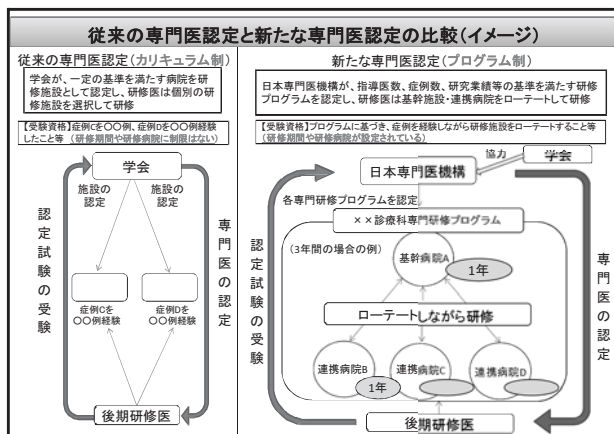 従来の専門医認定と新たな専門医認定の比較(イメージ)
従来の専門医認定(カリキュラム制)
学会が、一定の基準を満たす病院を研
修施設として認定し、研修医は個別の研
修施設を選択して研修
【受験資格】症例Cを〇〇例、症例Dを〇〇例経験
したこと等(研修期間や研修病院に制限はない)
学会
施設の
認定
施設の
認定
認定試験の受験
専門医の認定
症例Cを
〇〇例経験
症例Dを
〇〇例経験
後期研修医
新たな専門医認定(プログラム制)
日本専門医機構が、指導医数、症例数、研究業績等の基準を満たす研修
プログラムを認定し、研修医は基幹施設・連携病院をローテートして研修
【受験資格】プログラムに基づき、症例を経験しながら研修施設をローテートすること等
(研修期間や研修病院が設定されている)
協力
学会
日本専門医機構
各専門研修プログラムを認定
××診療科専門研修プログラム
(3年間の場合の例)
基幹病院A
1年
認定試験の受験
専門医の認定
ローテートしながら研修
連携病院B
連携病院C
連携病院D
1年
後期研修医